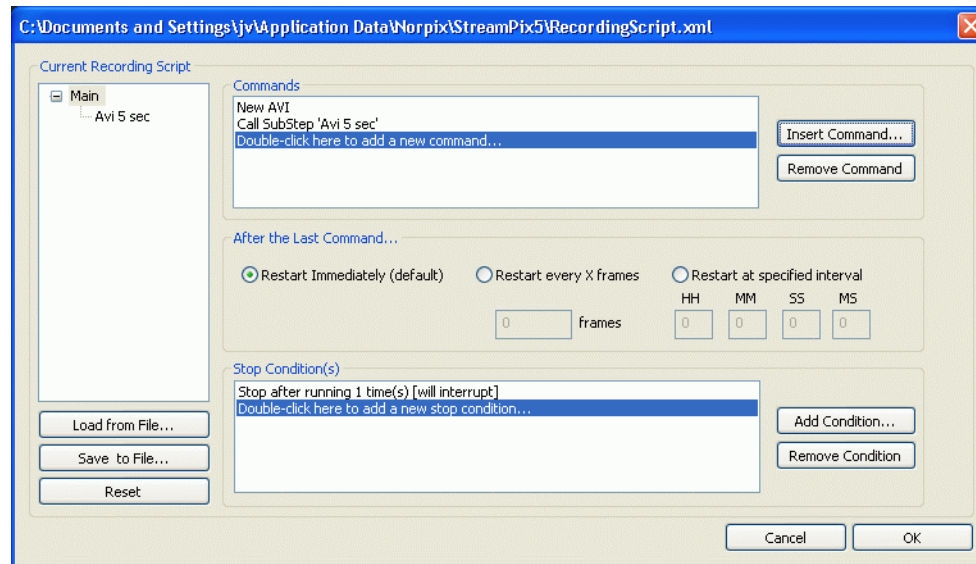 C:\Documents and Settings\jv\Application Data\Norpix\StreamPix5\RecordingScript.xml
Current Recording Script
Main
Avi 5 sec
Commands
New AVI
Call SubStep 'Avi 5 sec'
Double-click here to add a new command...
Insert Command...
Remove Command
After the Last Command...
Restart Immediately (default) Restart every X frames Restart at specified interval
HH MM SS MS
0 frames 0 0 0 0
Stop Condition(s)
Stop after running 1 time(s) [will interrupt]
Double-click here to add a new stop condition...
Add Condition...
Remove Condition
Load from File...
Save to File...
Reset
Cancel OK